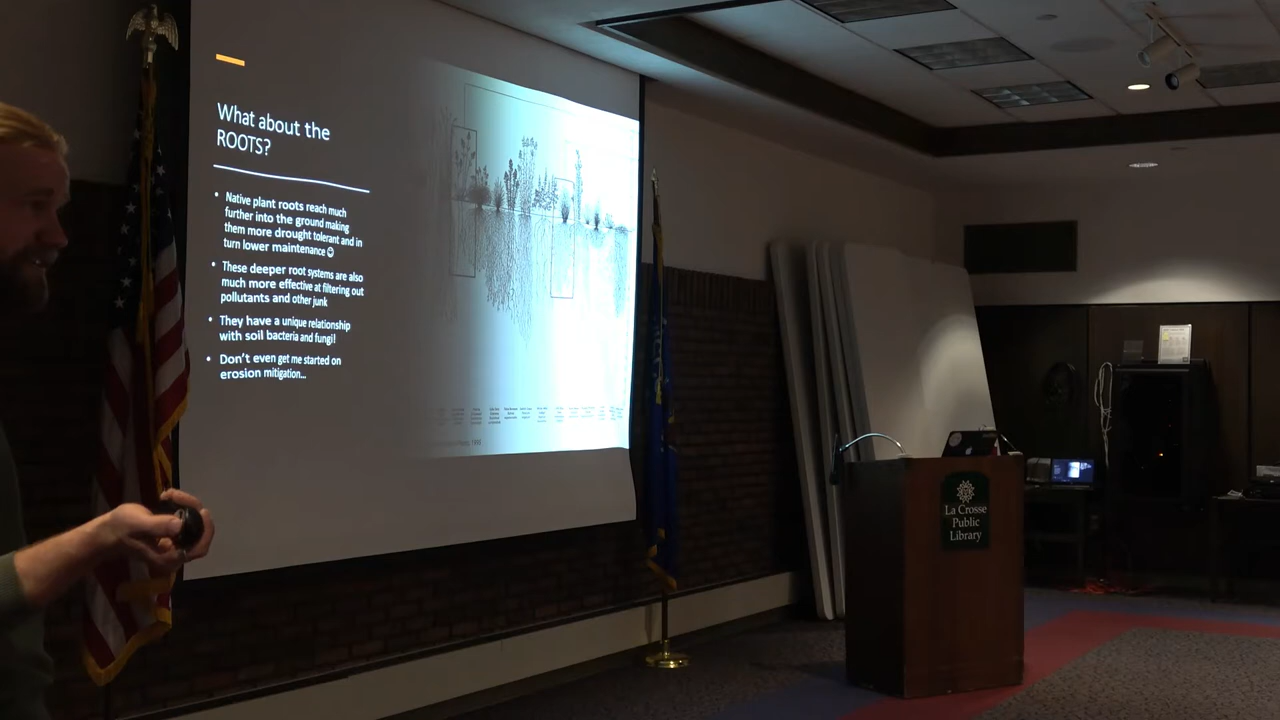 What about the
ROOTS?
• Native plant roots reach much
further into the ground making
them more drought tolerant and in
turn lower maintenance ☺
• These deeper root systems are also
much more effective at filtering out
pollutants and other junk
• They have a unique relationship
with soil bacteria and fungi!
• Don't even get me started on
erosion mitigation...
La Crosse
Public
Library